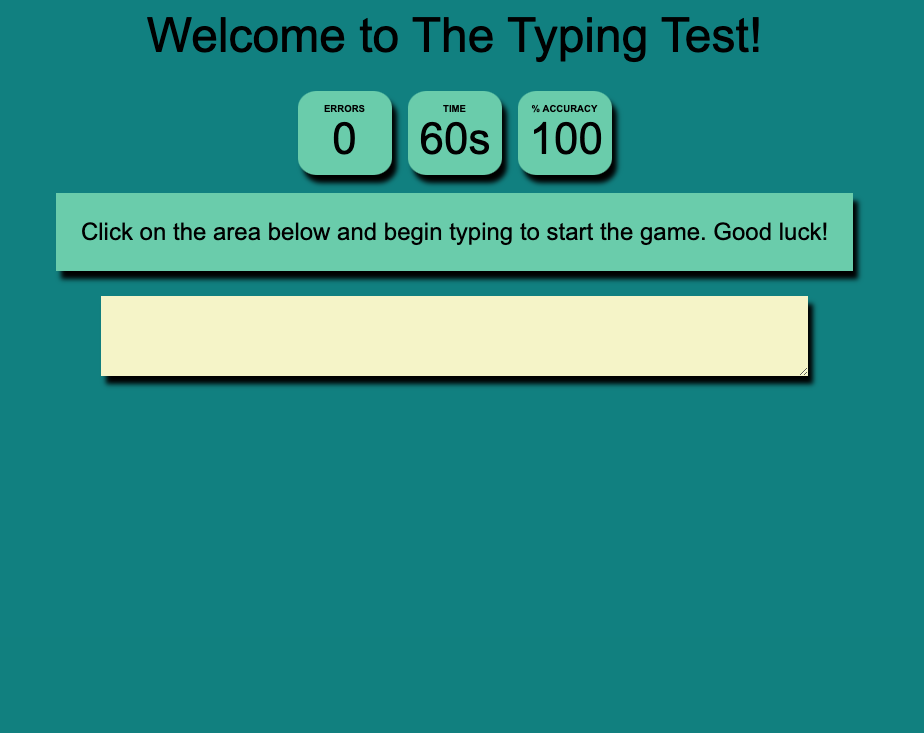 Welcome to The Typing Test!
ERRORS
0
TIME
60s
% ACCURACY
100
Click on the area below and begin typing to start the game. Good luck!